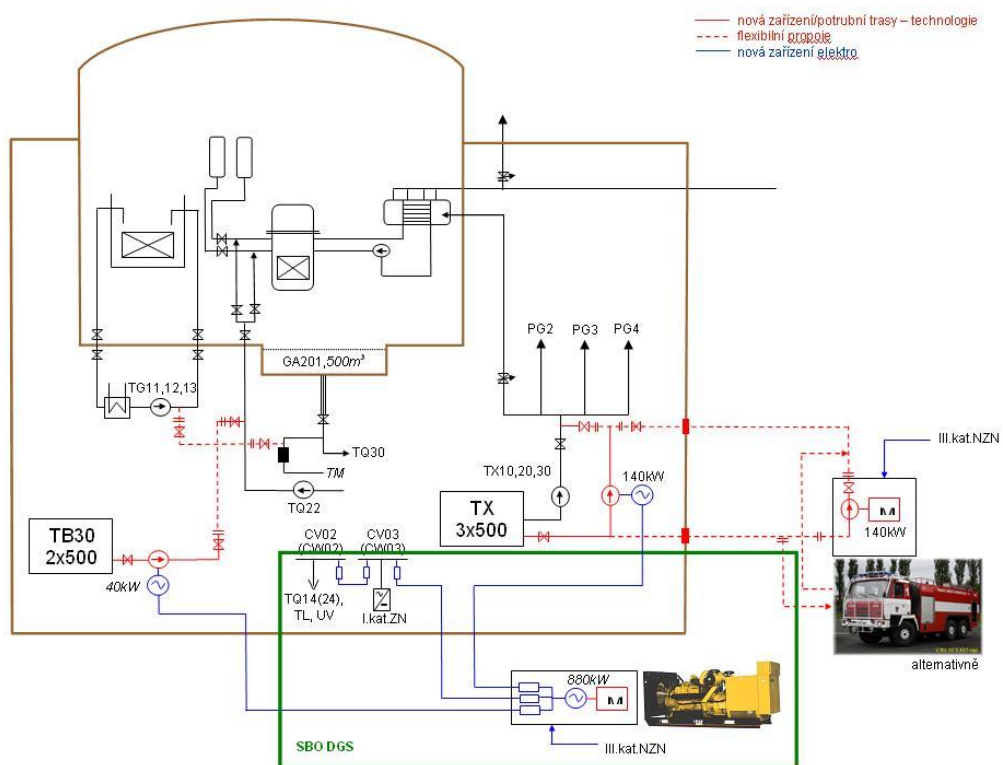 nová zařízení/potrubní trasy – technologie
flexibilní propoje
nová zařízení elektro
PG2
PG3
PG4
GA201,500m³
TG11,12,13
TQ30
TM
TQ22
TX10,20,30
140kW
III.kat.NZN
TX
3x500
M
140kW
TB30
2x500
CV02
(CW02)
CV03
(CW03)
40kW
TQ14(24),
TL, UV
I.kat.ZN
alternativně
880kW
M
SBO DGS
III.kat.NZN